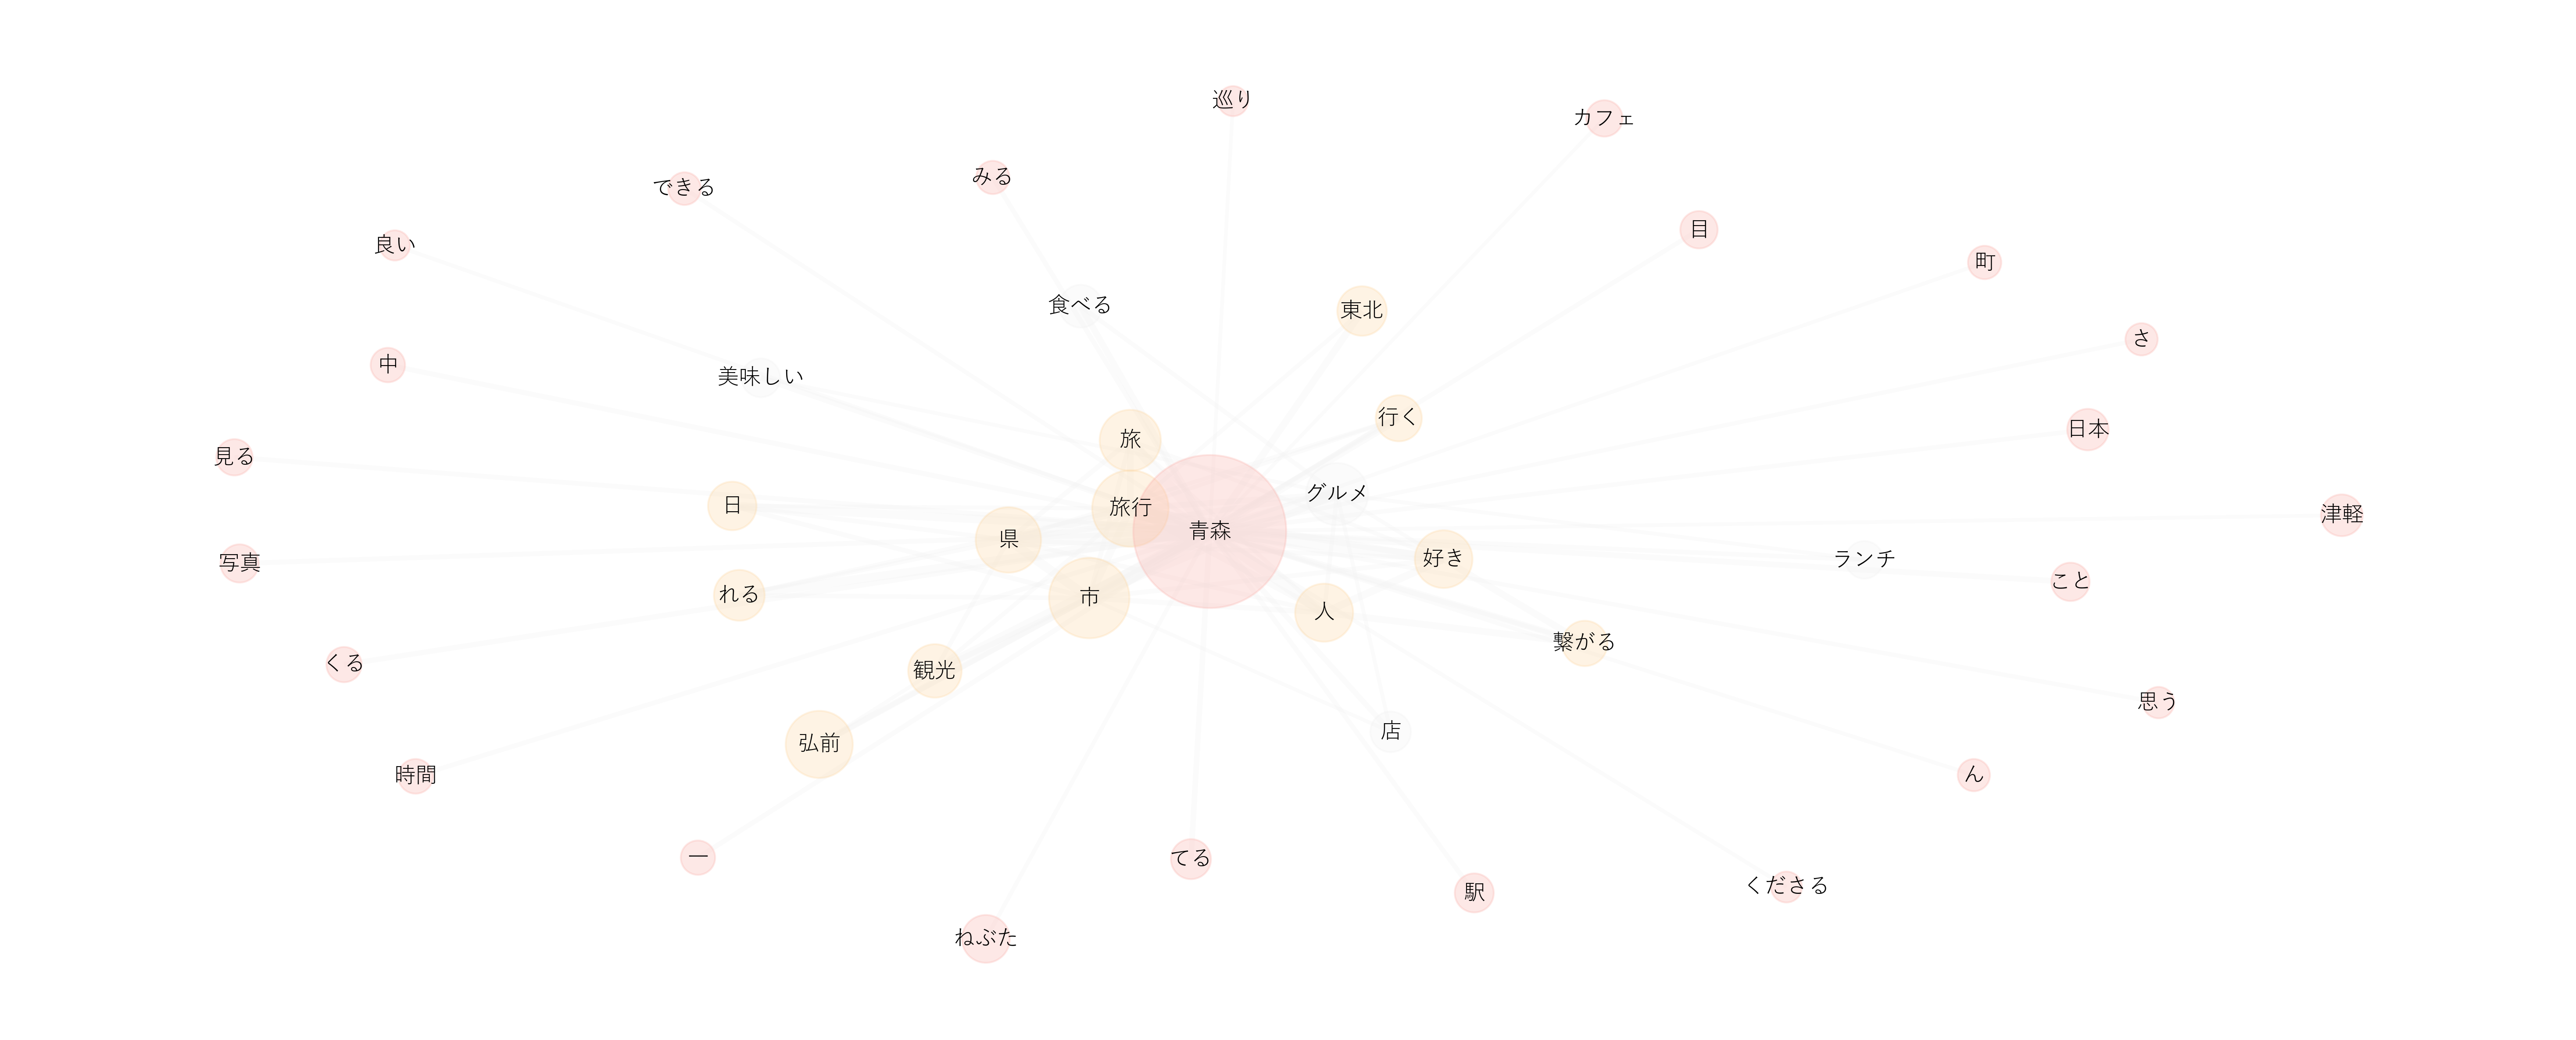 巡り
カフェ
みる
できる
目
良い
町
食べる
東北
さ
中
美味しい
行く
日本
旅
見る
グルメ
日
旅行
津軽
青森
県
好き
ランチ
写真
こと
れる
市
人
繋がる
くる
観光
思う
店
弘前
時間
ん
一
てる
くださる
駅
ねぶた